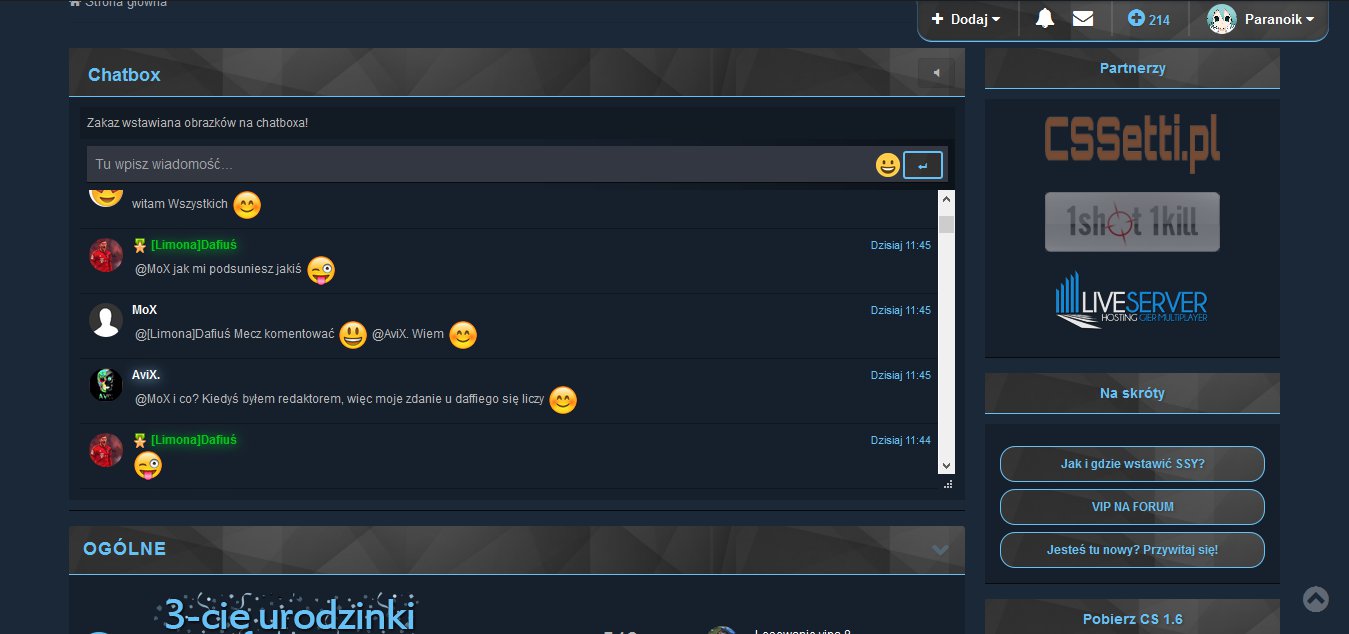 Strona główna
Dodaj
214
Paranoik
Chatbox
Zakaz wstawiana obrazków na chatboxa!
Tu wpisz wiadomość...
witam Wszystkich
[Limona]Dafiuś Dzisiaj 11:45
@MoX jak mi podsuniesz jakiś
MoX Dzisiaj 11:45
@[Limona]Dafiuś Mecz komentować @AviX. Wiem
AviX. Dzisiaj 11:45
@MoX i co? Kiedyś byłem redaktorem, więc moje zdanie u daffiego się liczy
[Limona]Dafiuś Dzisiaj 11:44
OGÓLNE
3-cie urodzinki
Partnerzy
CSSetti.pl
1shot 1kill
LIVESERVER
HOSTING GIER MULTIPLAYER
Na skróty
Jak i gdzie wstawić SSY?
VIP NA FORUM
Jesteś tu nowy? Przywitaj się!
Pobierz CS 1.6